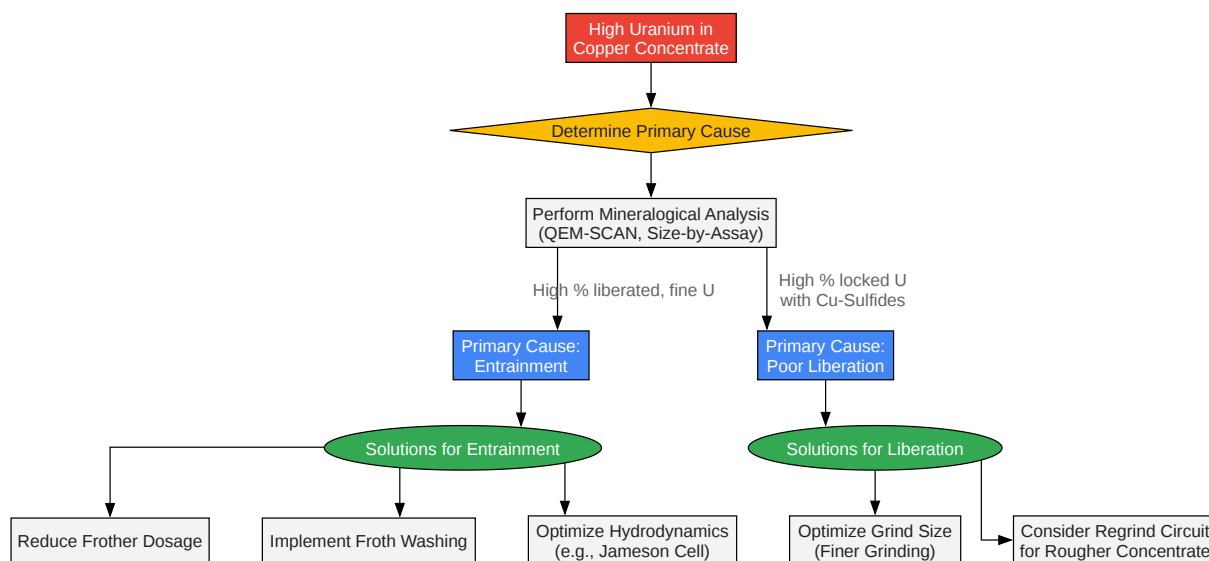 High Uranium in
Copper Concentrate
Determine Primary Cause
Perform Mineralogical Analysis
(QEM-SCAN, Size-by-Assay)
High % liberated, fine U
High % locked U
with Cu-Sulfides
Primary Cause:
Entrainment
Primary Cause:
Poor Liberation
Solutions for Entrainment
Solutions for Liberation
Reduce Frother Dosage
Implement Froth Washing
Optimize Hydrodynamics
(e.g., Jameson Cell)
Optimize Grind Size
(Finer Grinding)
Consider Regrind Circuit
for Rougher Concentrate